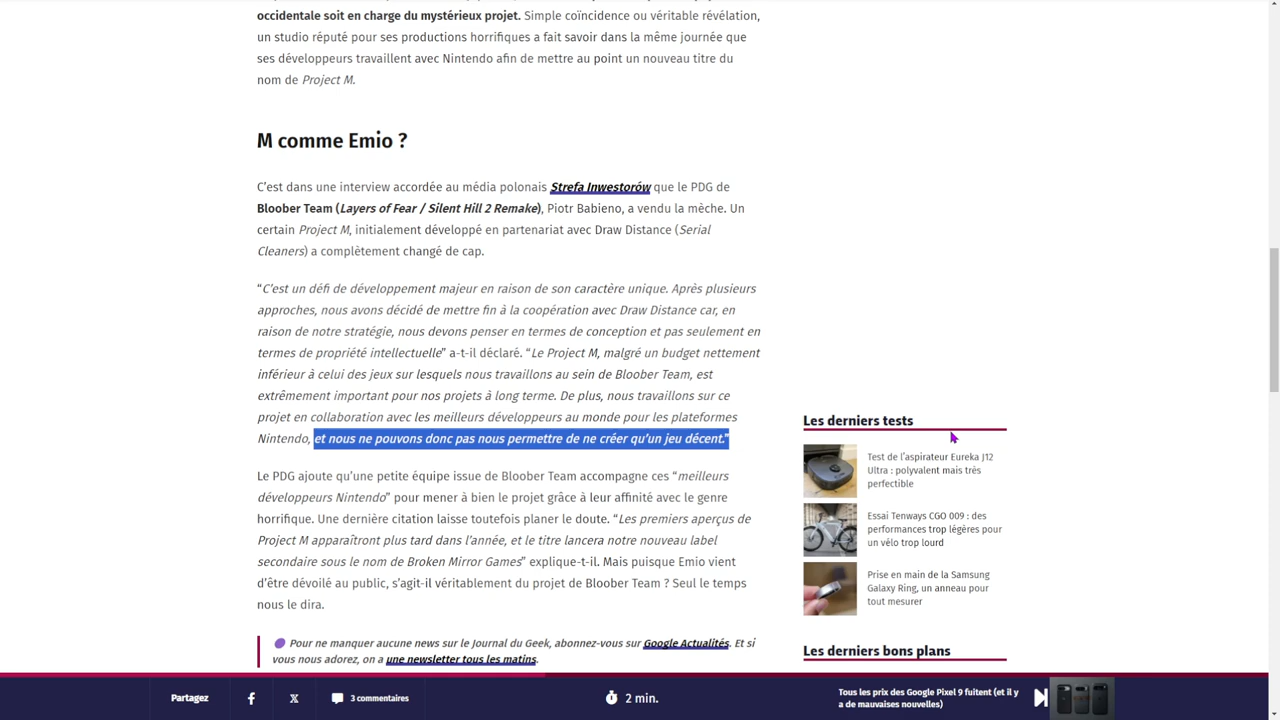 occidentale soit en charge du mystérieux projet. Simple coïncidence ou véritable révélation,
un studio réputé pour ses productions horrifiques a fait savoir dans la même journée que
ses développeurs travaillent avec Nintendo afin de mettre au point un nouveau titre du
nom de Project M.
M comme Emio ?
C’est dans une interview accordée au média polonais Strefa Inwestorów que le PDG de
Bloober Team (Layers of Fear / Silent Hill 2 Remake), Piotr Babieno, a vendu la mèche. Un
certain Project M, initialement développé en partenariat avec Draw Distance (Serial
Cleaners) a complètement changé de cap.
“C’est un défi de développement majeur en raison de son caractère unique. Après plusieurs
approches, nous avons décidé de mettre fin à la coopération avec Draw Distance car, en
raison de notre stratégie, nous devons penser en termes de conception et pas seulement en
termes de propriété intellectuelle” a-t-il déclaré. “Le Project M, malgré un budget nettement
inférieur à celui des jeux sur lesquels nous travaillons au sein de Bloober Team, est
extrêmement important pour nos projets à long terme. De plus, nous travaillons sur ce
projet en collaboration avec les meilleurs développeurs au monde pour les plateformes
Nintendo, et nous ne pouvons donc pas nous permettre de ne créer qu’un jeu décent.”
Le PDG ajoute qu’une petite équipe issue de Bloober Team accompagne ces “meilleurs
développeurs Nintendo” pour mener à bien le projet grâce à leur affinité avec le genre
horrifique. Une dernière citation laisse toutefois planer le doute. “Les premiers aperçus de
Project M apparaîtront plus tard dans l’année, et le titre lancera notre nouveau label
secondaire sous le nom de Broken Mirror Games” explique-t-il. Mais puisque Emio vient
d’être dévoilé au public, s’agit-il véritablement du projet de Bloober Team ? Seul le temps
nous le dira.
Pour ne manquer aucune news sur le Journal du Geek, abonnez-vous sur Google Actualités. Et si
vous nous adorez, on a une newsletter tous les matins.
Les derniers tests
Test de l’aspirateur Eureka J12
Ultra : polyvalent mais très
perfectible
Essai Tenways CGO 009 : des
performances trop légères pour
un vélo trop lourd
Prise en main de la Samsung
Galaxy Ring, un anneau pour
tout mesurer
Les derniers bons plans
Partagez
3 commentaires
2 min.
Tous les prix des Google Pixel 9 fuitent (et il y
a de mauvaises nouvelles)